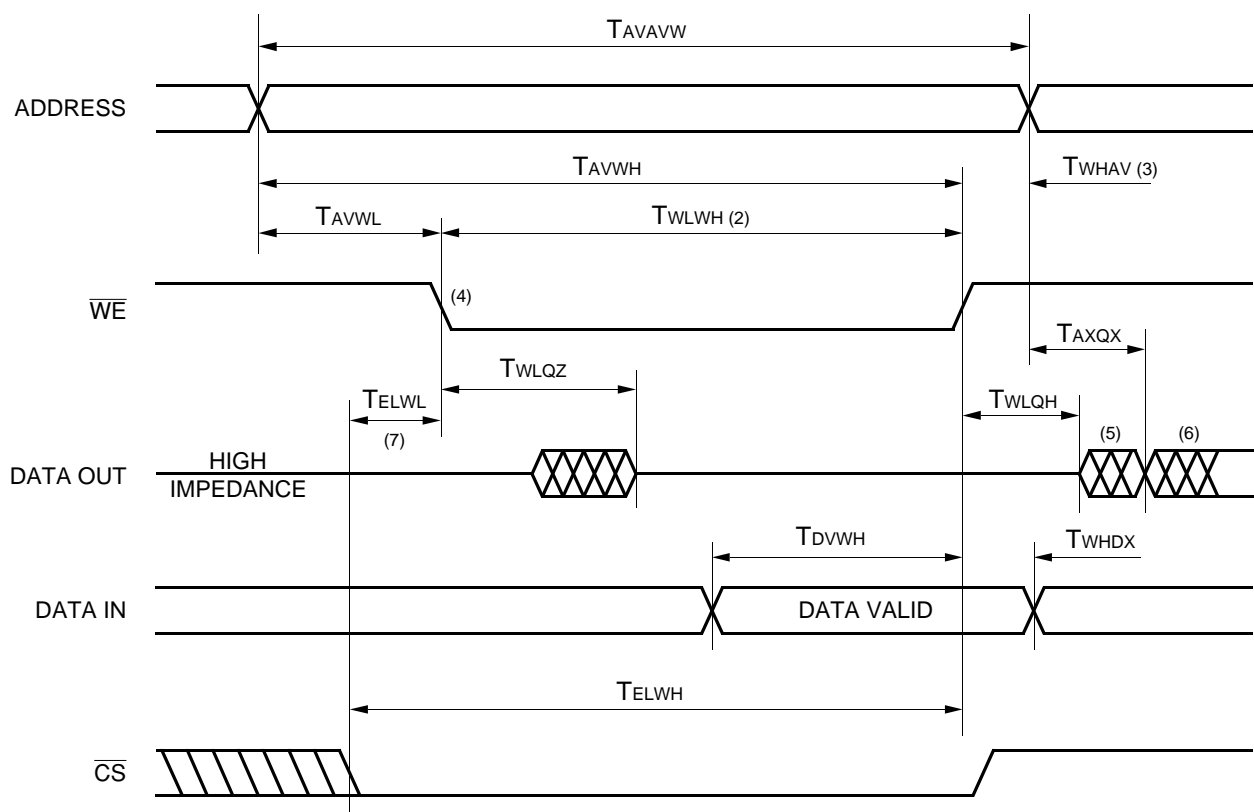 TAVAVW
ADDRESS
TAVWH
TWHAV (3)
TAVWL
TWLWH (2)
WE
(4)
TAXQX
TWLQZ
TELWL
(7)
TWLQH
(5)
(6)
DATA OUT
HIGH
IMPEDANCE
TDVWH
TWHDX
DATA IN
DATA VALID
TELWH
CS